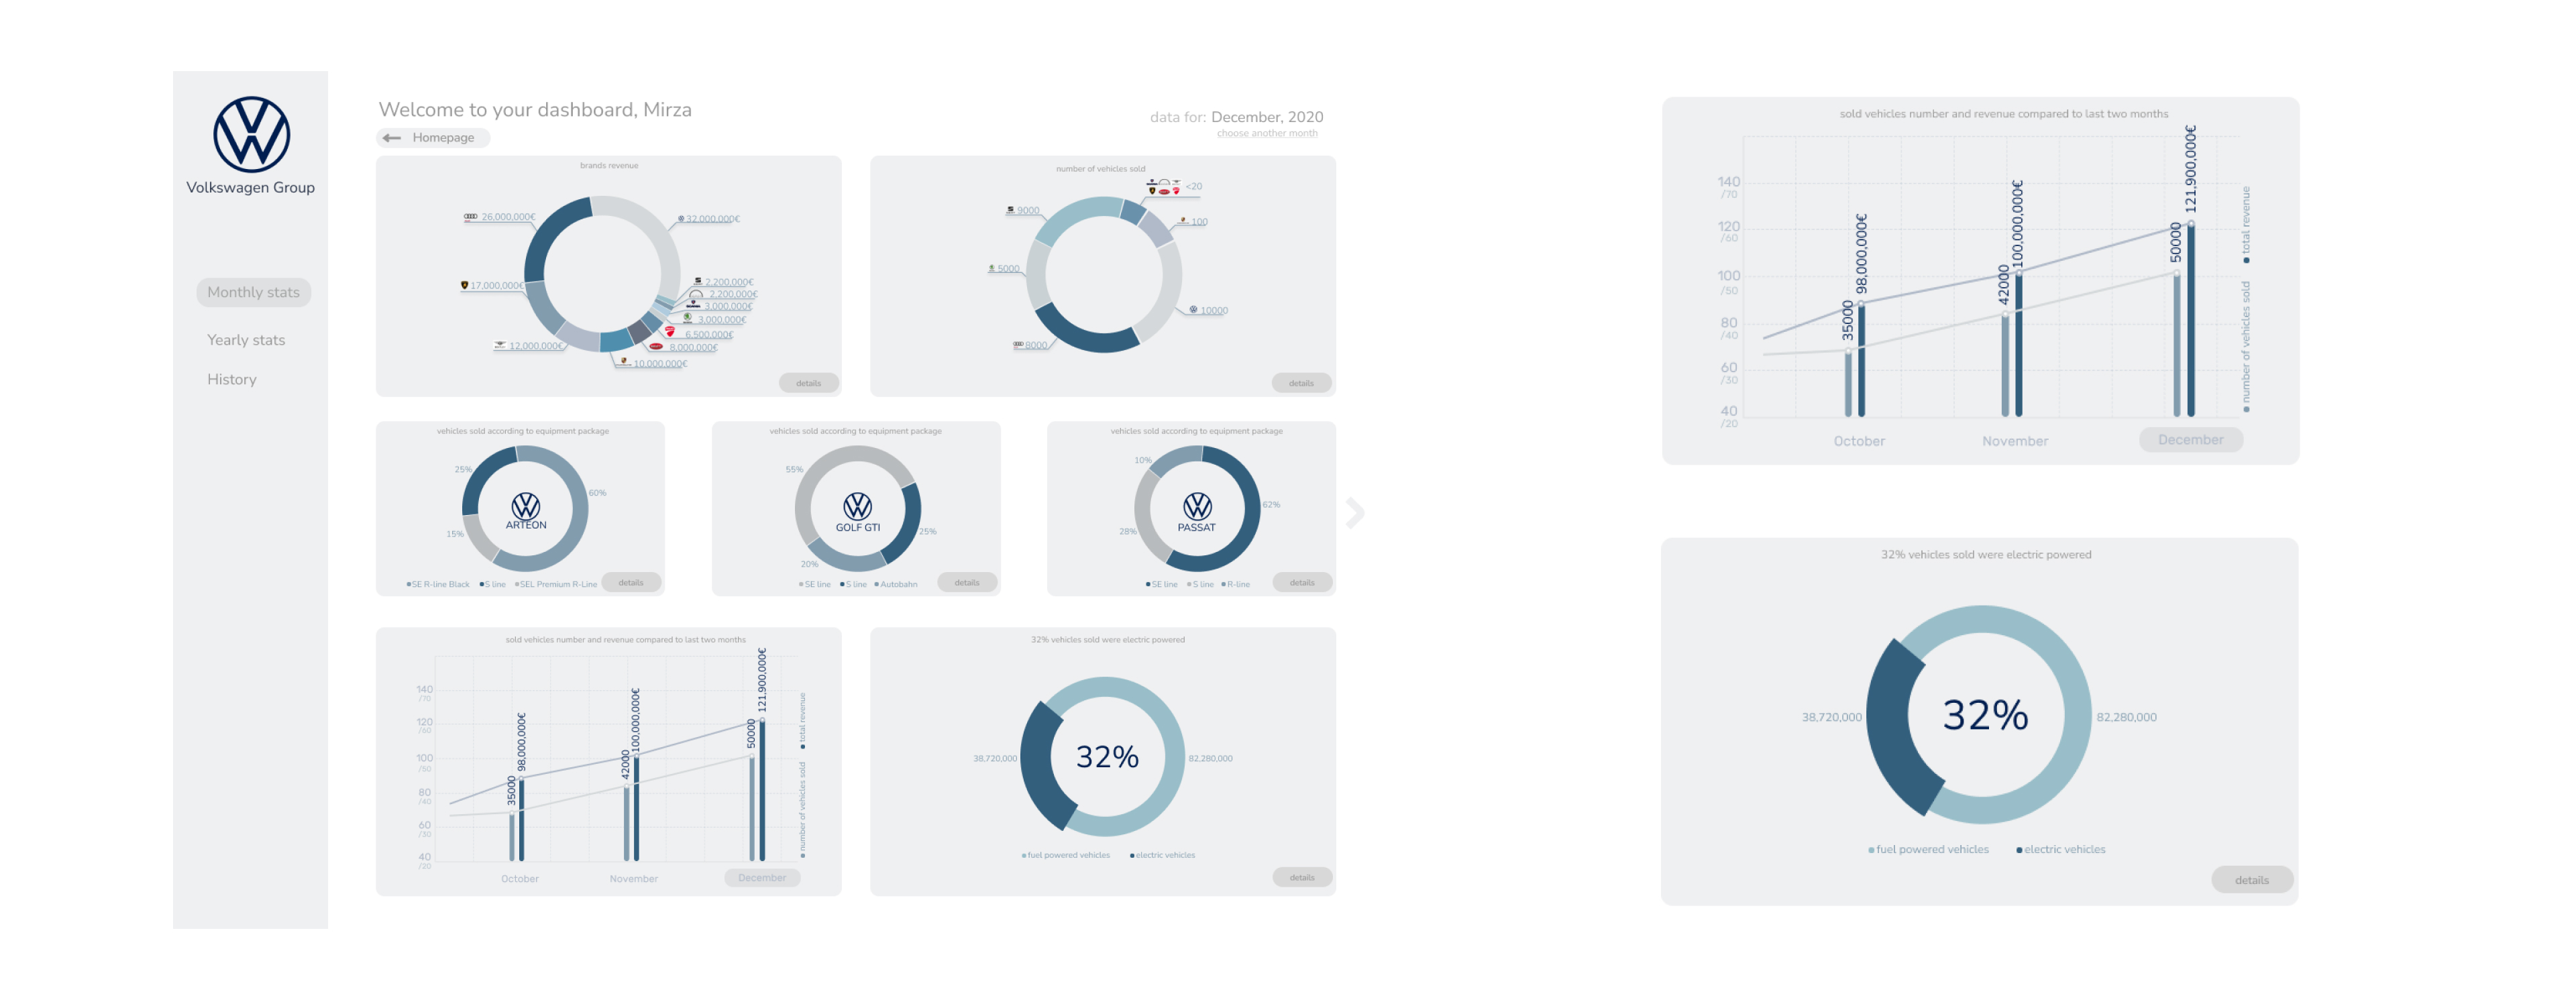 Volkswagen Group
Monthly stats
Yearly stats
History
Welcome to your dashboard, Mirza
Homepage
data for: December, 2020
choose another month
brands revenue
26,000,000€
32,000,000€
17,000,000€
2,200,000€
2,200,000€
3,000,000€
3,000,000€
6,500,000€
8,000,000€
10,000,000€
12,000,000€
details
number of vehicles sold
<20
9000
100
5000
10000
8000
details
vehicles sold according to equipment package
25%
60%
15%
ARTEON
SE R-line Black S line SEL Premium R-Line
details
vehicles sold according to equipment package
55%
25%
20%
GOLF GTI
SE line S line Autobahn
details
vehicles sold according to equipment package
10%
62%
28%
PASSAT
SE line S line R-line
details
sold vehicles number and revenue compared to last two months
140
/70
120
/60
100
/50
80
/40
60
/30
40
/20
35000
98,000,000€
42000
100,000,000€
50000
121,900,000€
number of vehicles sold total revenue
October November December
32% vehicles sold were electric powered
38,720,000
32%
82,280,000
fuel powered vehicles electric vehicles
details
sold vehicles number and revenue compared to last two months
140
/70
120
/60
100
/50
80
/40
60
/30
40
/20
35000
98,000,000€
42000
100,000,000€
50000
121,900,000€
number of vehicles sold total revenue
October November December
32% vehicles sold were electric powered
38,720,000
32%
82,280,000
fuel powered vehicles electric vehicles
details